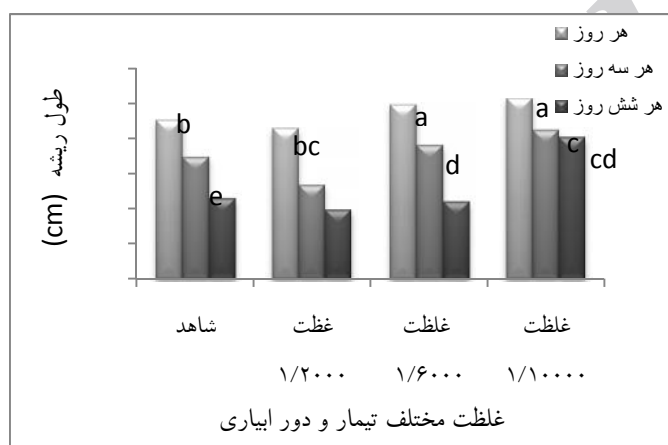 هر روز
هر سه روز
هر شش روز
طول ریشه (cm)
b
e
bc
a
d
a
c
cd
شاهد
غظت ۱/۲۰۰۰
غلظت ۱/۶۰۰۰
غلظت ۱/۱۰۰۰۰
غلظت مختلف تیمار و دور ابیاری